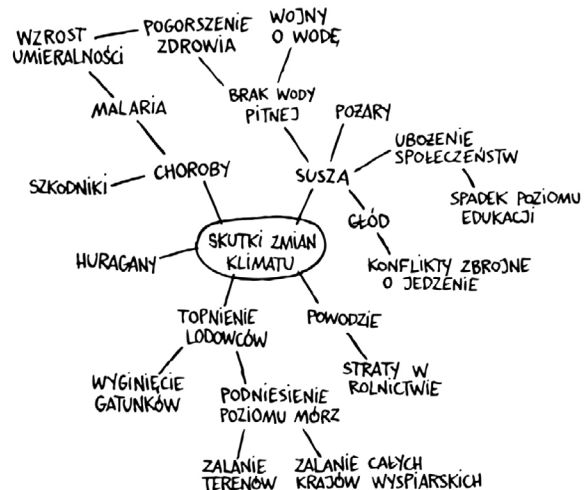 WZROST
UMIERALNOŚCI
POGORSZENIE
ZDROWIA
WOJNY
O WODĘ
MALARIA
BRAK WODY
PITNEJ
POŻARY
UBOŻENIE
SPOŁECZEŃSTW
SZKODNIKI
CHOROBY
SUSZA
SPADEK POZIOMU
EDUKACJI
GŁÓD
HURAGANY
SKUTKI ZMIAN
KLIMATU
KONFLIKTY ZBROJNE
O JEDZENIE
TOPNIENIE
LODOWCÓW
POWODZIE
WYGINIĘCIE
GATUNKÓW
PODNIESIENIE
POZIOMU MÓRZ
STRATY W
ROLNICTWIE
ZALANIE
TERENÓW
ZALANIE CAŁYCH
KRAJÓW WYSPIARSKICH